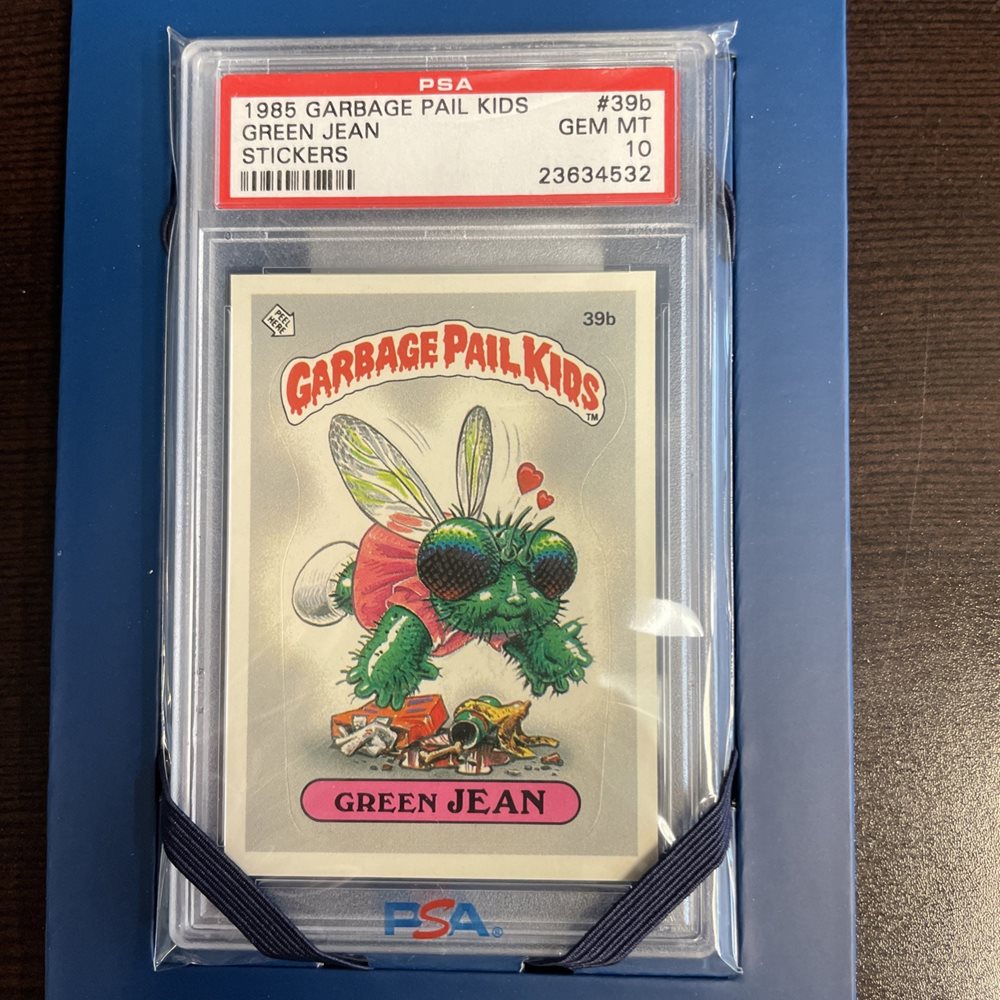 PSA
1985 GARBAGE PAIL KIDS #39b
GREEN JEAN GEM MT
STICKERS 10
23634532
PEEL
HERE
39b
GARBAGE PAIL KIDS
TM
GREEN JEAN
PSA®